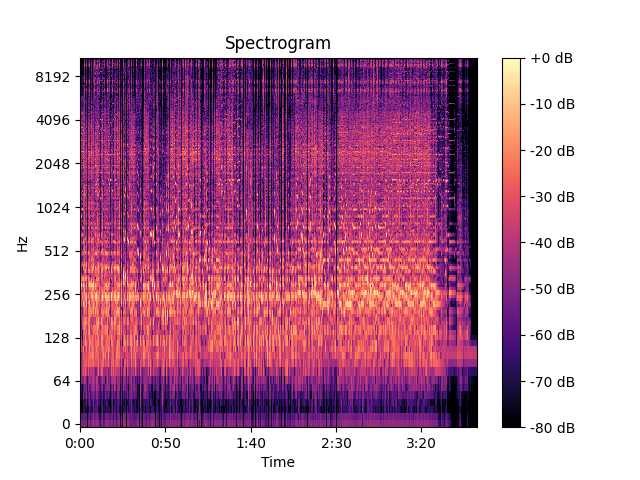 Spectrogram
8192
4096
2048
1024
512
256
128
64
0
Hz
0:00 0:50 1:40 2:30 3:20
Time
+0 dB
-10 dB
-20 dB
-30 dB
-40 dB
-50 dB
-60 dB
-70 dB
-80 dB